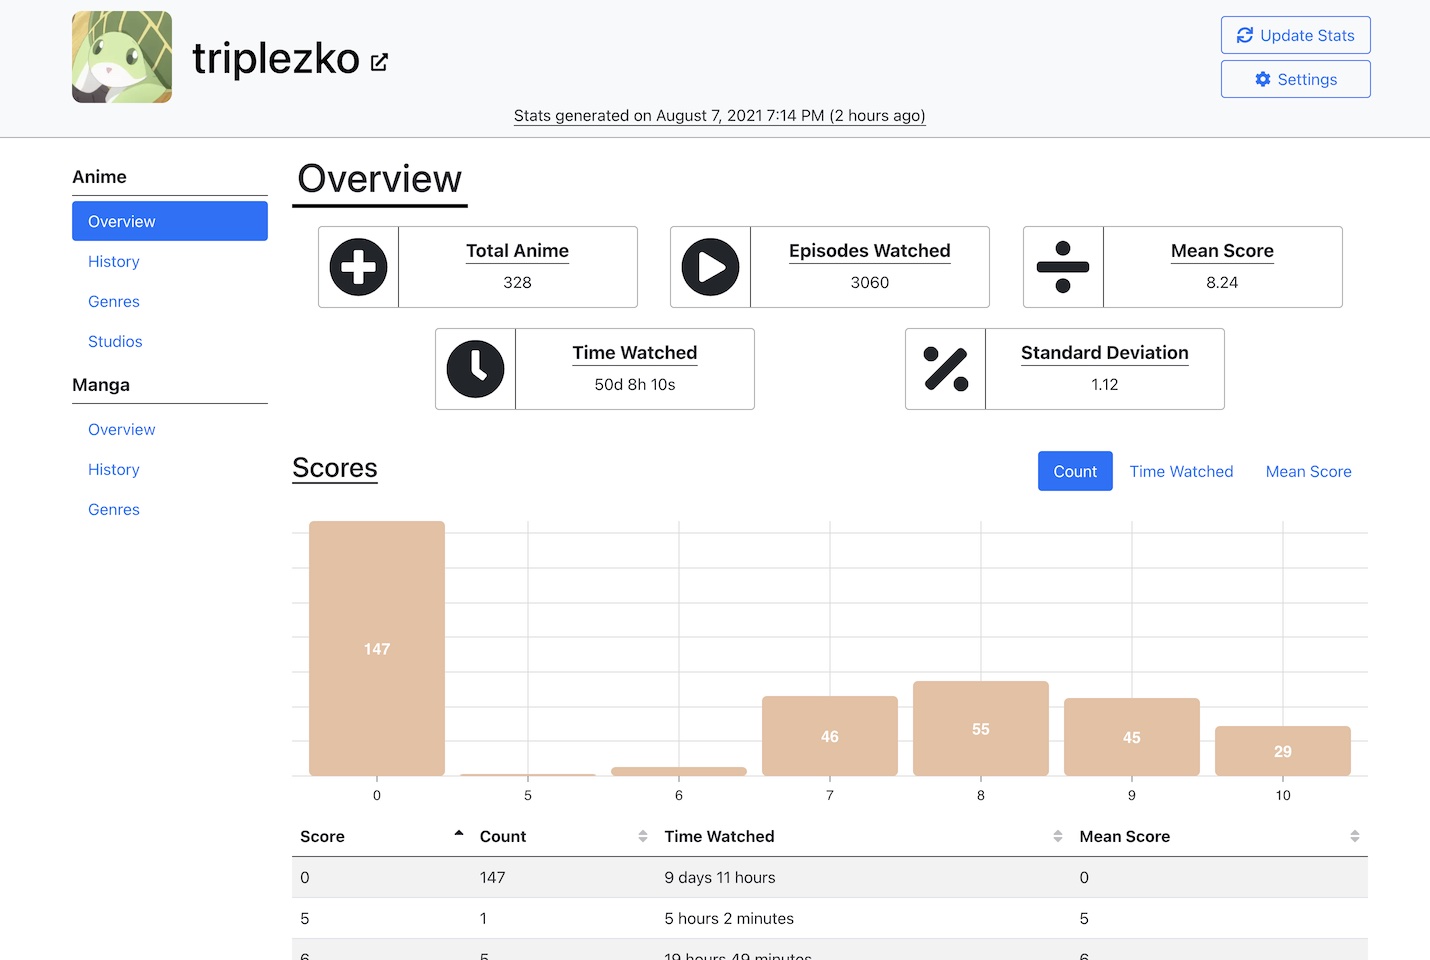 triplezko
Update Stats
Settings
Stats generated on August 7, 2021 7:14 PM (2 hours ago)
Anime
Overview
History
Genres
Studios
Manga
Overview
History
Genres
Overview
Total Anime
328
Episodes Watched
3060
Mean Score
8.24
Time Watched
50d 8h 10s
Standard Deviation
1.12
Scores
Count Time Watched Mean Score
147 46 55 45 29
0 5 6 7 8 9 10
Score Count Time Watched Mean Score
0 147 9 days 11 hours 0
5 1 5 hours 2 minutes 5
6 5 19 hours 49 minutes 6